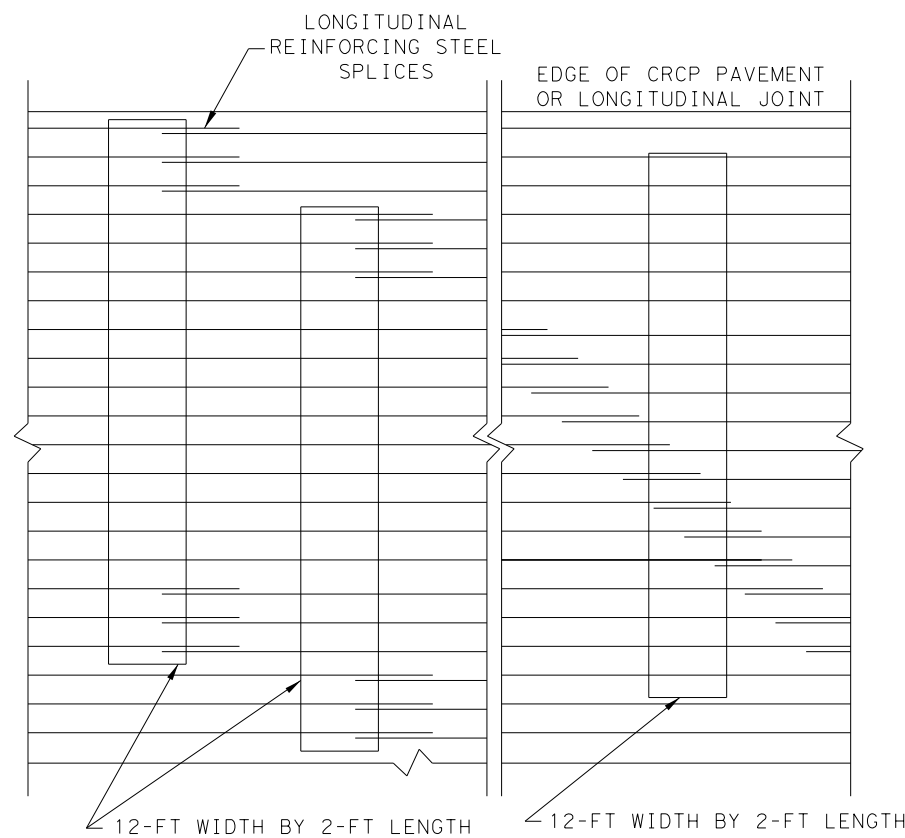 LONGITUDINAL
REINFORCING STEEL
SPLICES
EDGE OF CRCP PAVEMENT
OR LONGITUDINAL JOINT
12-FT WIDTH BY 2-FT LENGTH
12-FT WIDTH BY 2-FT LENGTH